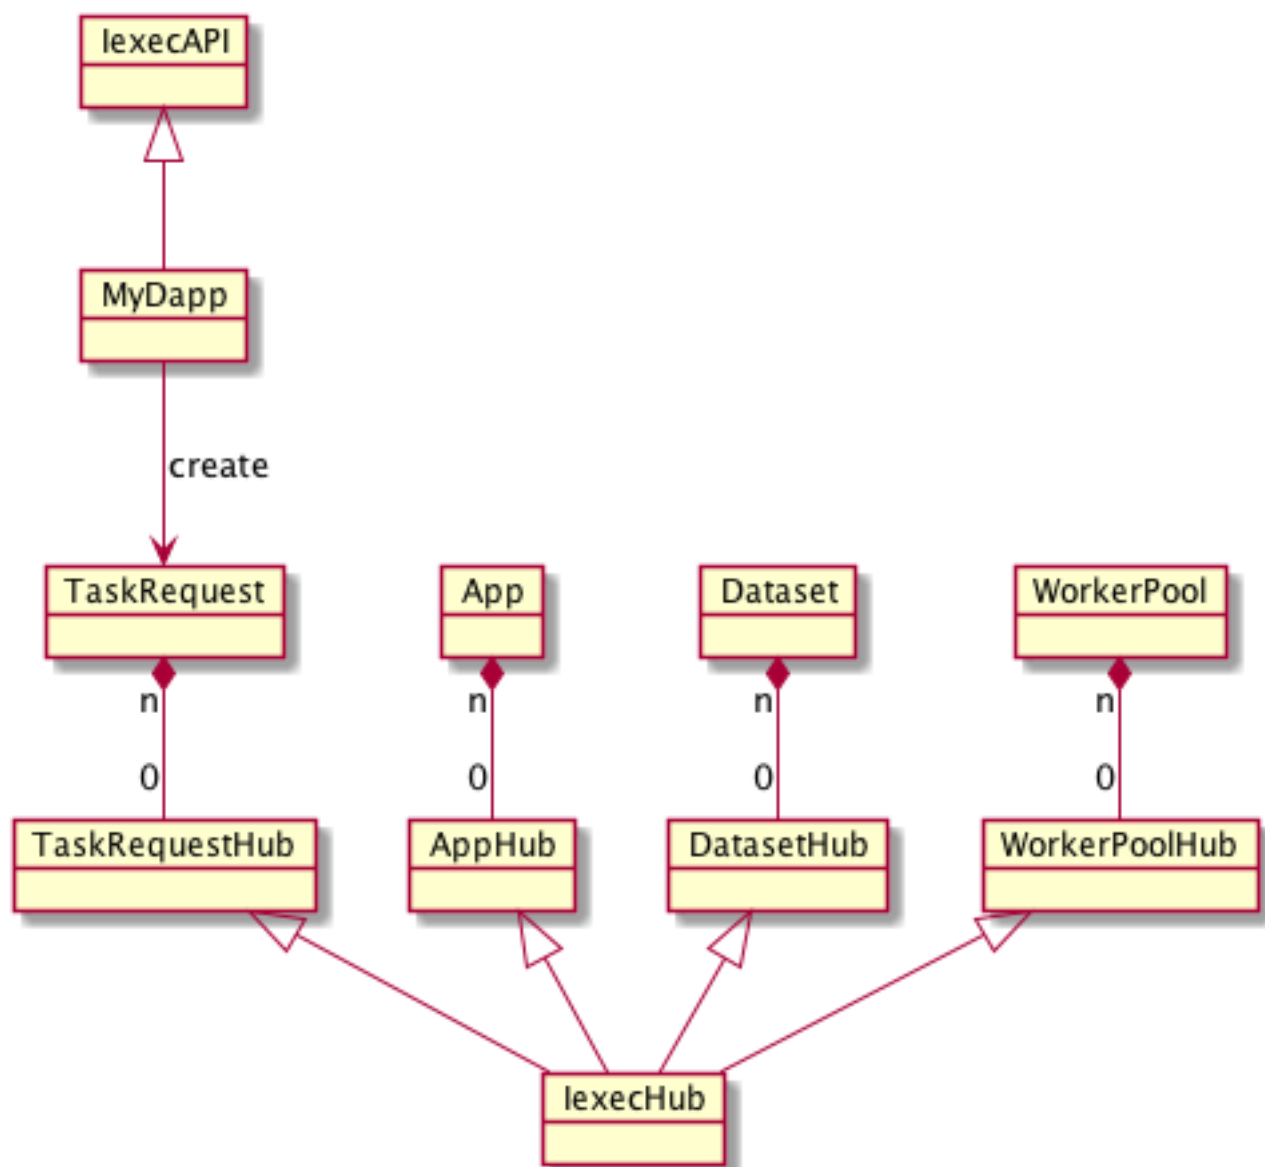 IexecAPI
MyDapp
create
TaskRequest
App
Dataset
WorkerPool
n
n
n
n
0
0
0
0
TaskRequestHub
AppHub
DatasetHub
WorkerPoolHub
IexecHub